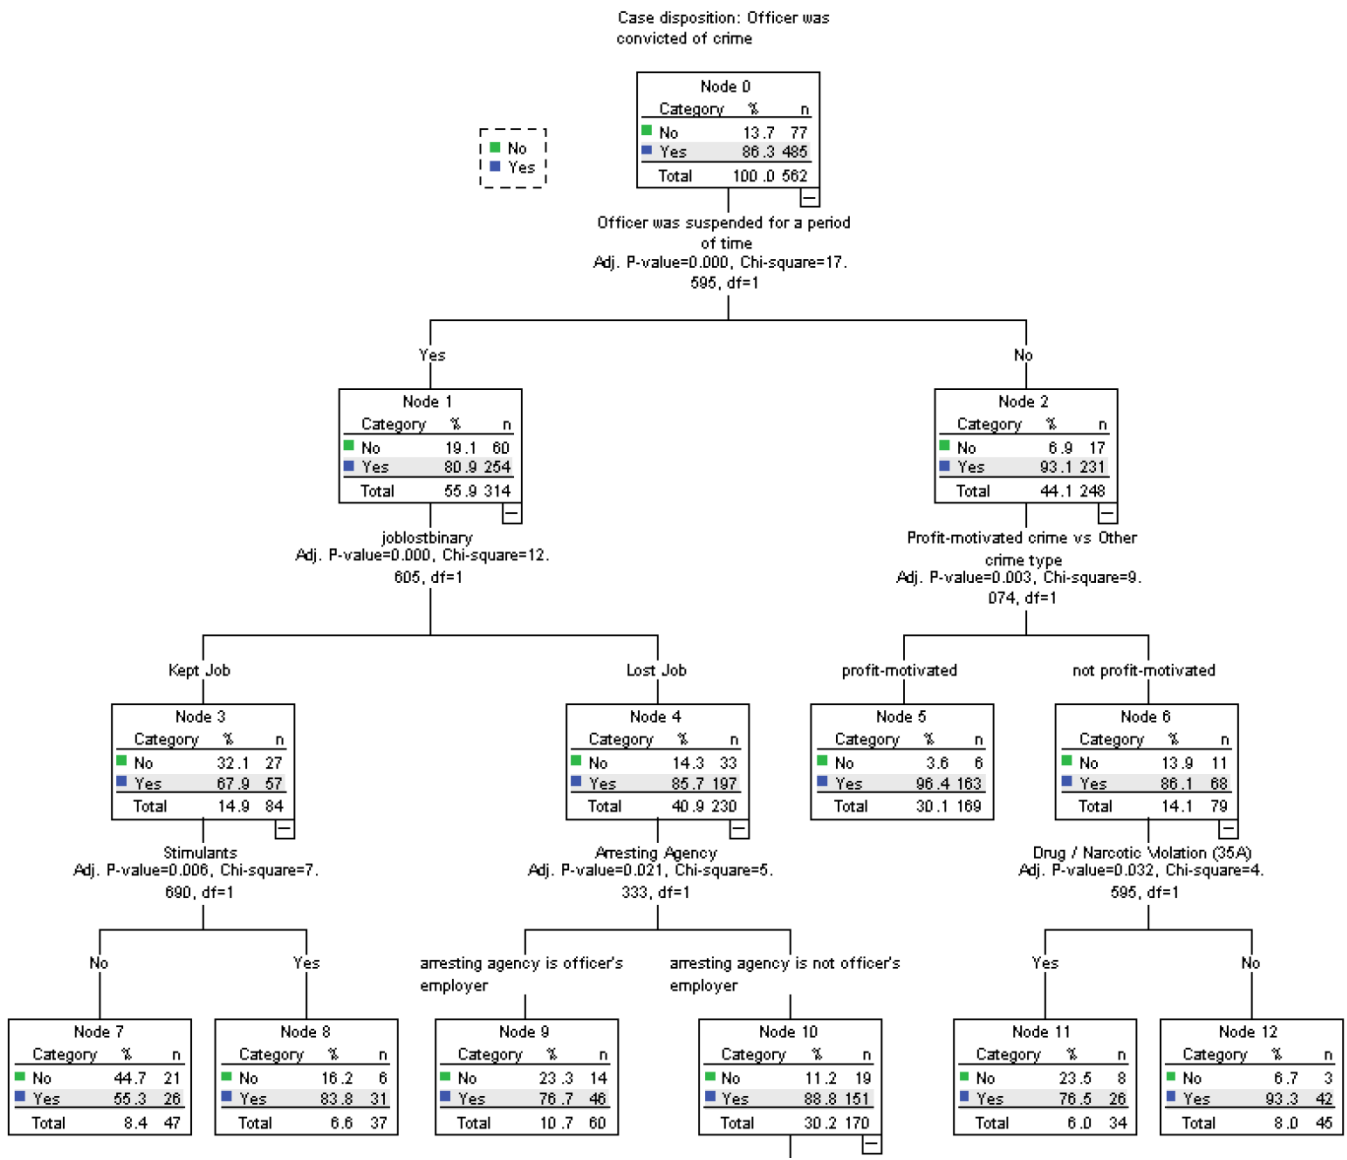 Case disposition: Officer was
convicted of crime
Node 0
Category % n
No 13.7 77
Yes 86.3 485
Total 100.0 562
No
Yes
Officer was suspended for a period
of time
Adj. P-value=0.000, Chi-square=17.
595, df=1
Yes
No
Node 1
Category % n
No 19.1 60
Yes 80.9 254
Total 55.9 314
Node 2
Category % n
No 6.9 17
Yes 93.1 231
Total 44.1 248
joblostbinary
Adj. P-value=0.000, Chi-square=12.
605, df=1
Profit-motivated crime vs Other
crime type
Adj. P-value=0.003, Chi-square=9.
074, df=1
Kept Job
Lost Job
profit-motivated
not profit-motivated
Node 3
Category % n
No 32.1 27
Yes 67.9 57
Total 14.9 84
Node 4
Category % n
No 14.3 33
Yes 85.7 197
Total 40.9 230
Node 5
Category % n
No 3.6 6
Yes 96.4 163
Total 30.1 169
Node 6
Category % n
No 13.9 11
Yes 86.1 68
Total 14.1 79
Stimulants
Adj. P-value=0.006, Chi-square=7.
690, df=1
Arresting Agency
Adj. P-value=0.021, Chi-square=5.
333, df=1
Drug / Narcotic Violation (35A)
Adj. P-value=0.032, Chi-square=4.
595, df=1
No
Yes
arresting agency is officer's
employer
arresting agency is not officer's
employer
Yes
No
Node 7
Category % n
No 44.7 21
Yes 55.3 26
Total 8.4 47
Node 8
Category % n
No 16.2 6
Yes 83.8 31
Total 6.6 37
Node 9
Category % n
No 23.3 14
Yes 76.7 46
Total 10.7 60
Node 10
Category % n
No 11.2 19
Yes 88.8 151
Total 30.2 170
Node 11
Category % n
No 23.5 8
Yes 76.5 26
Total 6.0 34
Node 12
Category % n
No 6.7 3
Yes 93.3 42
Total 8.0 45